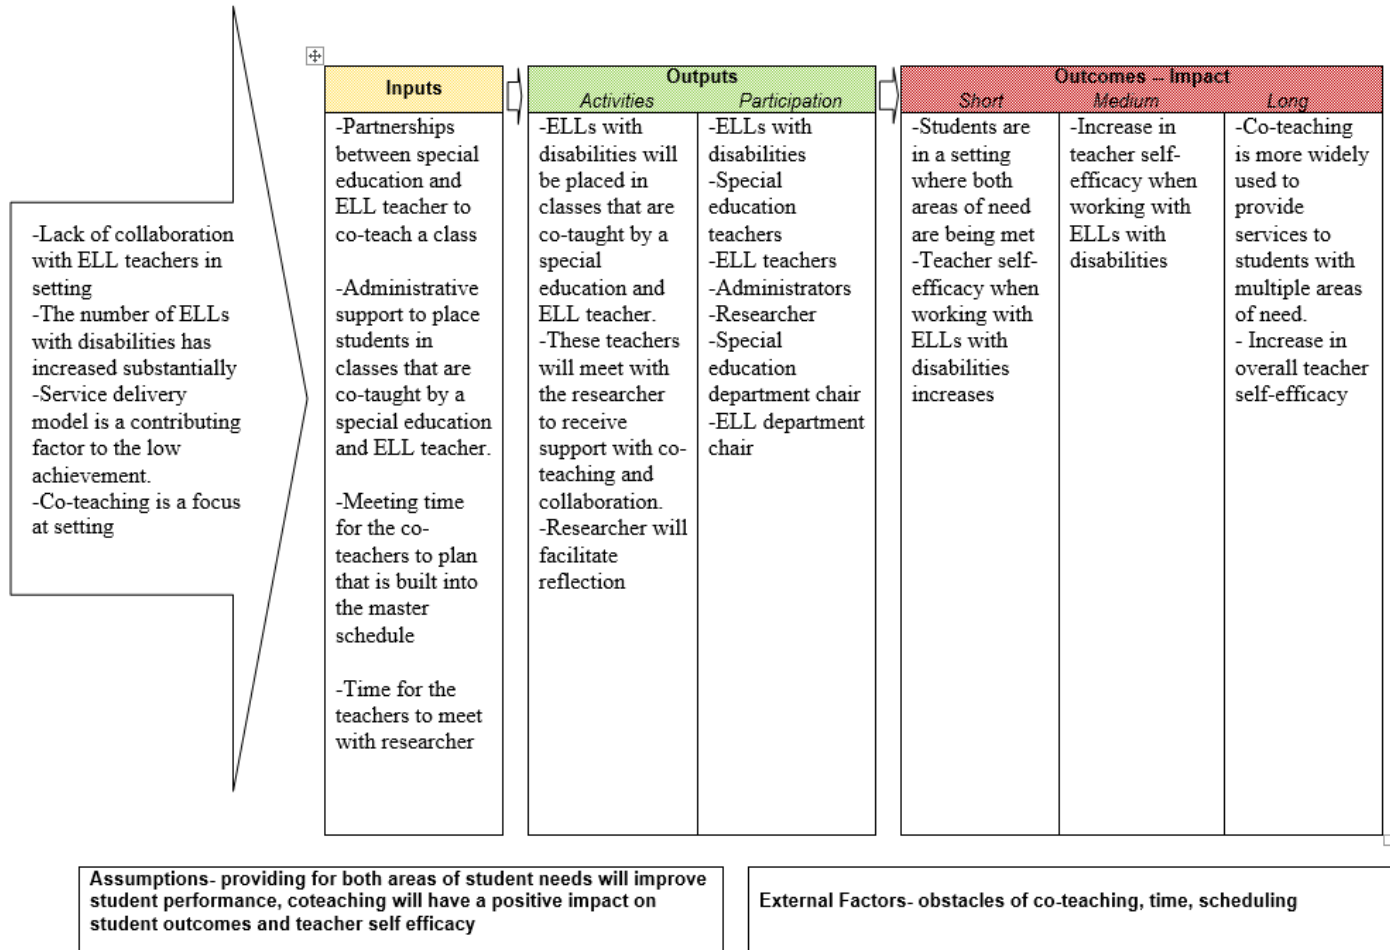 -Lack of collaboration
with ELL teachers in
setting
-The number of ELLs
with disabilities has
increased substantially
-Service delivery
model is a contributing
factor to the low
achievement.
-Co-teaching is a focus
at setting
Inputs
-Partnerships
between special
education and
ELL teacher to
co-teach a class
-Administrative
support to place
students in
classes that are
co-taught by a
special education
and ELL teacher.
-Meeting time
for the co-
teachers to plan
that is built into
the master
schedule
-Time for the
teachers to meet
with researcher
Outputs
Activities
-ELLs with
disabilities will
be placed in
classes that are
co-taught by a
special
education and
ELL teacher.
-These teachers
will meet with
the researcher
to receive
support with co-
teaching and
collaboration.
-Researcher will
facilitate
reflection
Participation
-ELLs with
disabilities
-Special
education
teachers
-ELL teachers
-Administrators
-Researcher
-Special
education
department chair
-ELL department
chair
Outcomes -- Impact
Short
-Students are
in a setting
where both
areas of need
are being met
-Teacher self-
efficacy when
working with
ELLs with
disabilities
increases
Medium
-Increase in
teacher self-
efficacy when
working with
ELLs with
disabilities
Long
-Co-teaching
is more widely
used to
provide
services to
students with
multiple areas
of need.
- Increase in
overall teacher
self-efficacy
Assumptions- providing for both areas of student needs will improve
student performance, coteaching will have a positive impact on
student outcomes and teacher self efficacy
External Factors- obstacles of co-teaching, time, scheduling